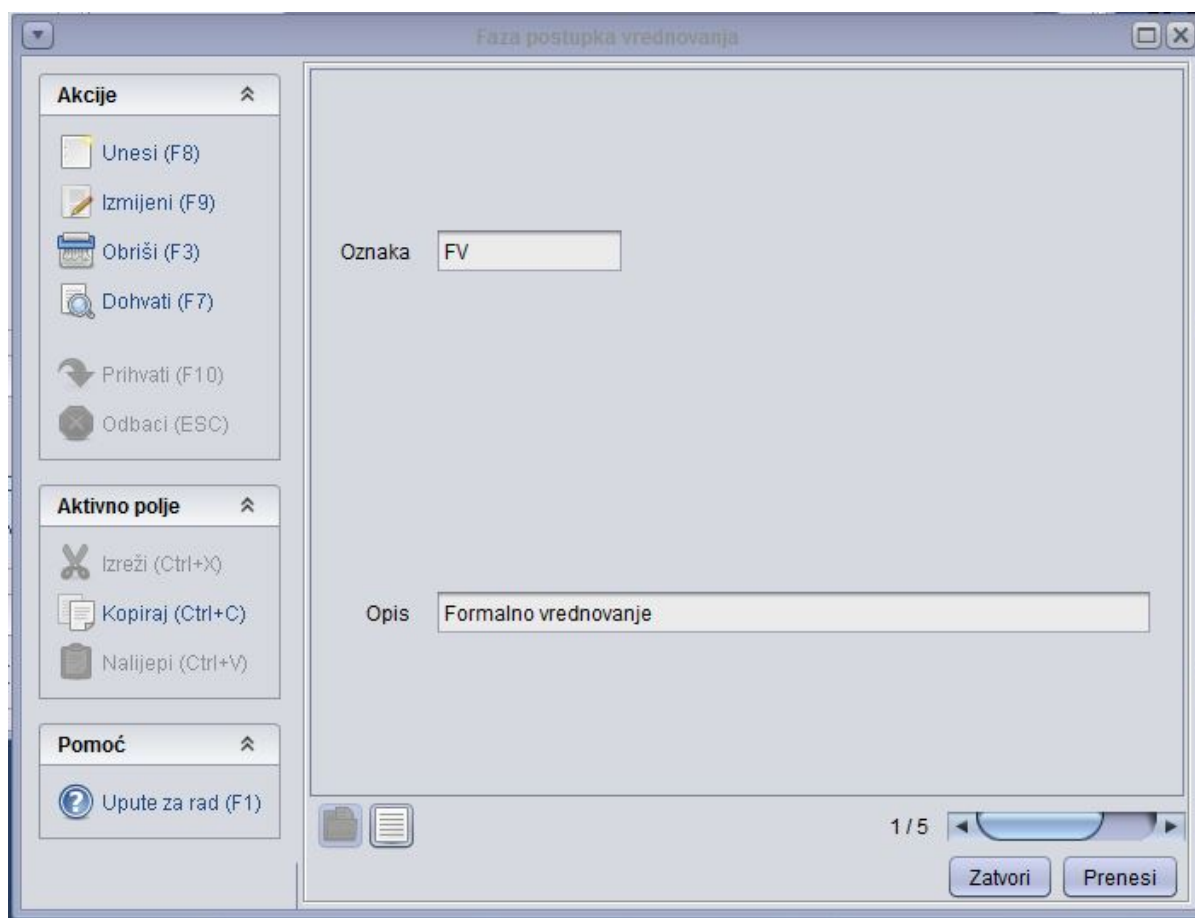 Faza postupka vrednovanja
Akcije
Unesi (F8)
Izmijeni (F9)
Obriši (F3)
Dohvati (F7)
Prihvati (F10)
Odbaci (ESC)
Aktivno polje
Izreži (Ctrl+X)
Kopiraj (Ctrl+C)
Nalijepi (Ctrl+V)
Pomoć
Upute za rad (F1)
Oznaka FV
Opis Formalno vrednovanje
1 / 5
Zatvori Prenesi